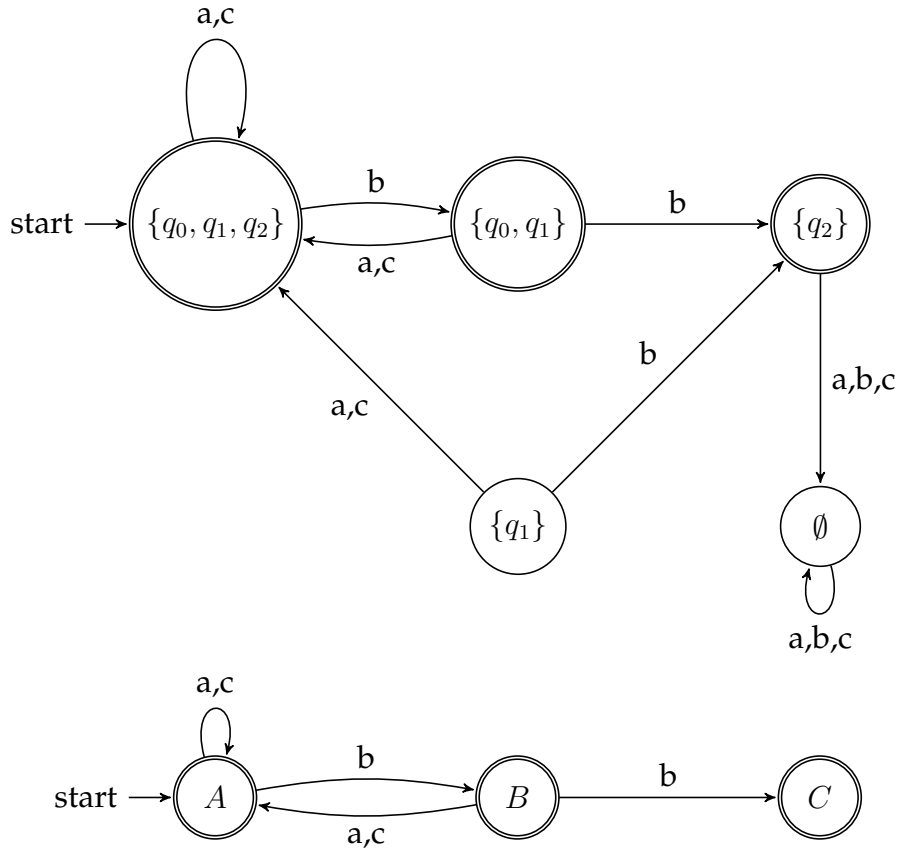 a,c
b
b
start
{q₀, q₁, q₂}
{q₀, q₁}
{q₂}
a,c
b
a,c
a,b,c
{q₁}
∅
a,b,c
a,c
b
b
start
A
B
C
a,c